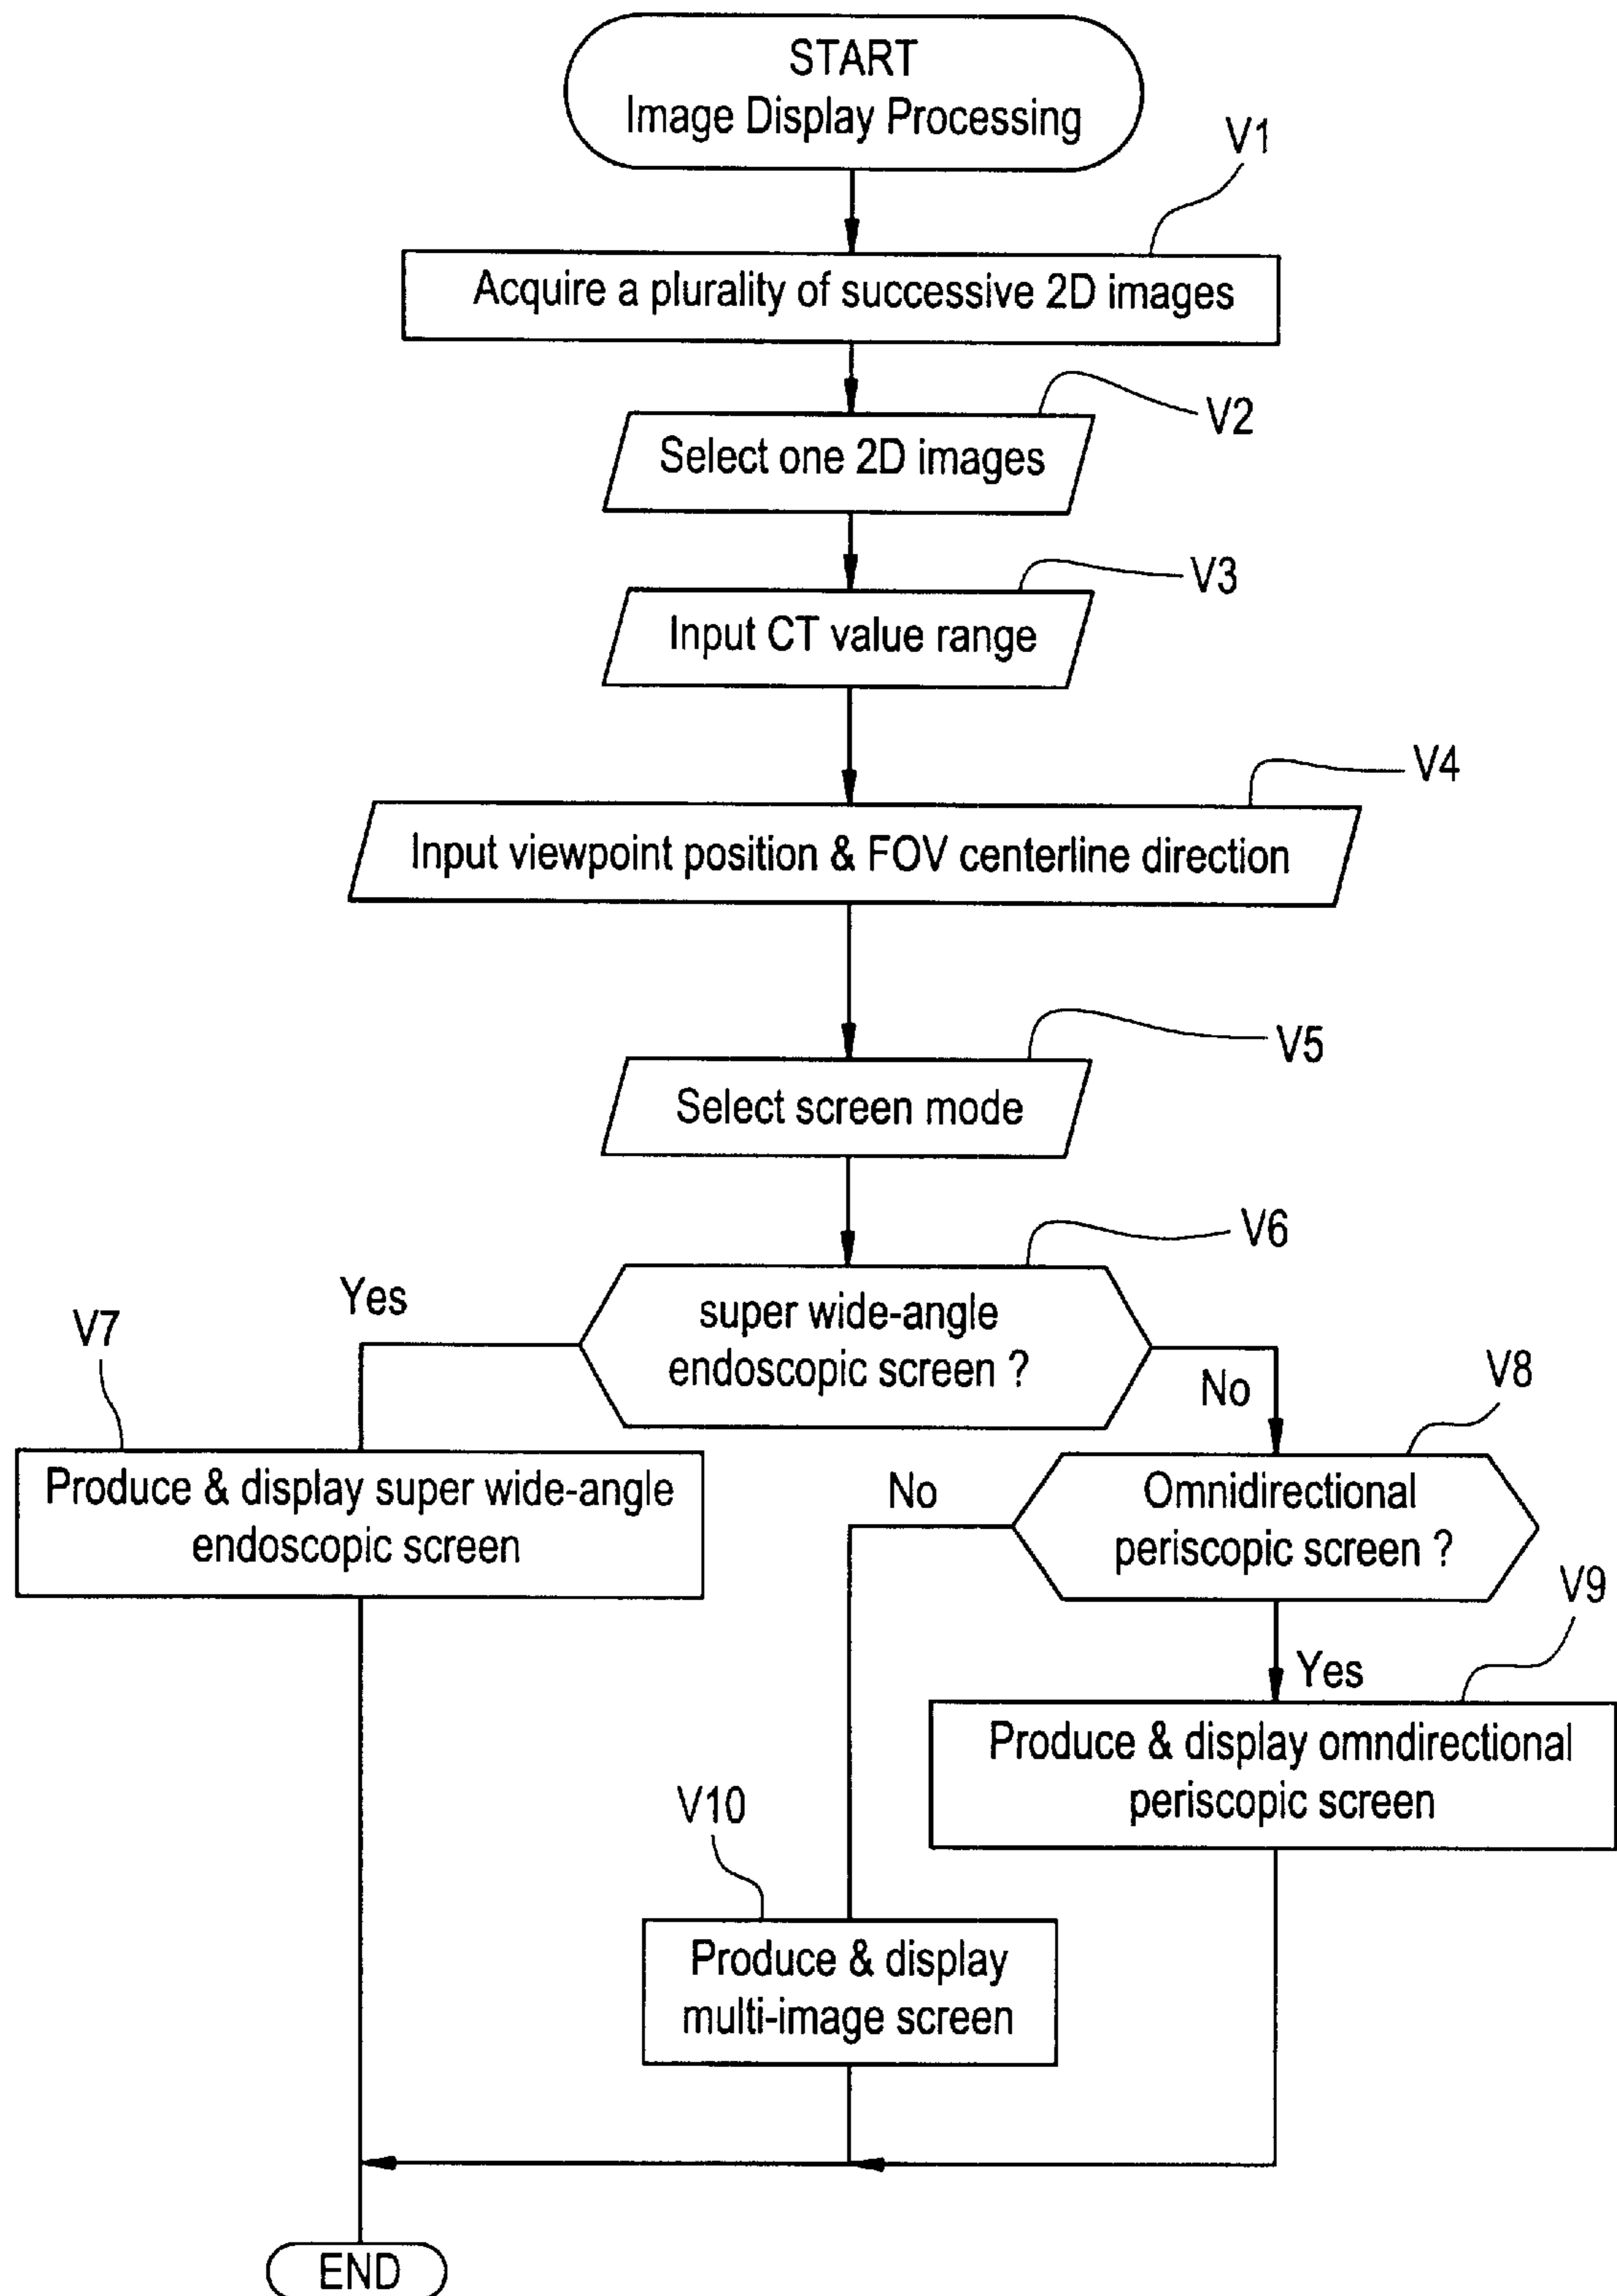 START
Image Display Processing
V1
Acquire a plurality of successive 2D images
V2
Select one 2D images
V3
Input CT value range
V4
Input viewpoint position & FOV centerline direction
V5
Select screen mode
V6
Yes
super wide-angle
endoscopic screen ?
V7
No
V8
Produce & display super wide-angle
endoscopic screen
No
Omnidirectional
periscopic screen ?
V9
Yes
Produce & display omndirectional
periscopic screen
V10
Produce & display
multi-image screen
END